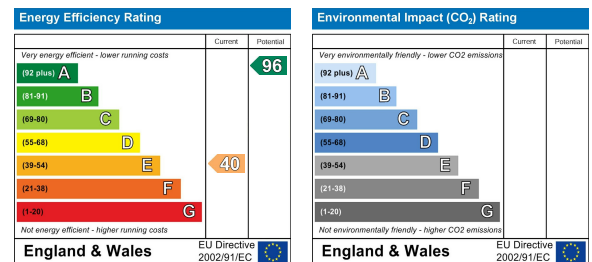 Energy Efficiency Rating
Current Potential
Very energy efficient - lower running costs
(92 plus) A
(81-91) B
(69-80) C
(55-68) D
(39-54) E
(21-38) F
(1-20) G
96
40
Not energy efficient - higher running costs
England & Wales
EU Directive
2002/91/EC
Environmental Impact (CO2) Rating
Current Potential
Very environmentally friendly - lower CO2 emissions
(92 plus) A
(81-91) B
(69-80) C
(55-68) D
(39-54) E
(21-38) F
(1-20) G
Not environmentally friendly - higher CO2 emissions
England & Wales
EU Directive
2002/91/EC